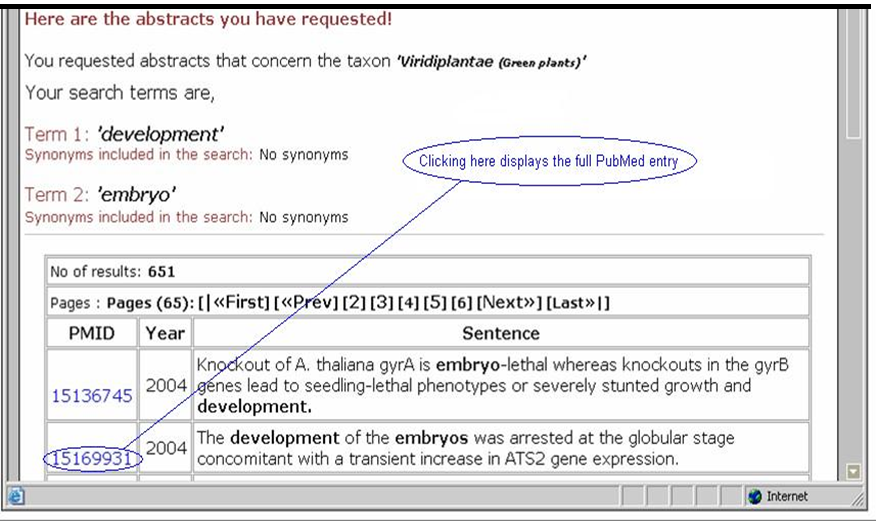 Here are the abstracts you have requested!
You requested abstracts that concern the taxon 'Viridiplantae (Green plants)'
Your search terms are,
Term 1: 'development'
Synonyms included in the search: No synonyms
Clicking here displays the full PubMed entry
Term 2: 'embryo'
Synonyms included in the search: No synonyms
No of results: 651
Pages : Pages (65): [|«First] [«Prev] [2] [3] [4] [5] [6] [Next»] [Last»|]
PMID Year Sentence
15136745 2004 Knockout of A. thaliana gyrA is embryo-lethal whereas knockouts in the gyrB
genes lead to seedling-lethal phenotypes or severely stunted growth and
development.
15169931 2004 The development of the embryos was arrested at the globular stage
concomitant with a transient increase in ATS2 gene expression.
Internet